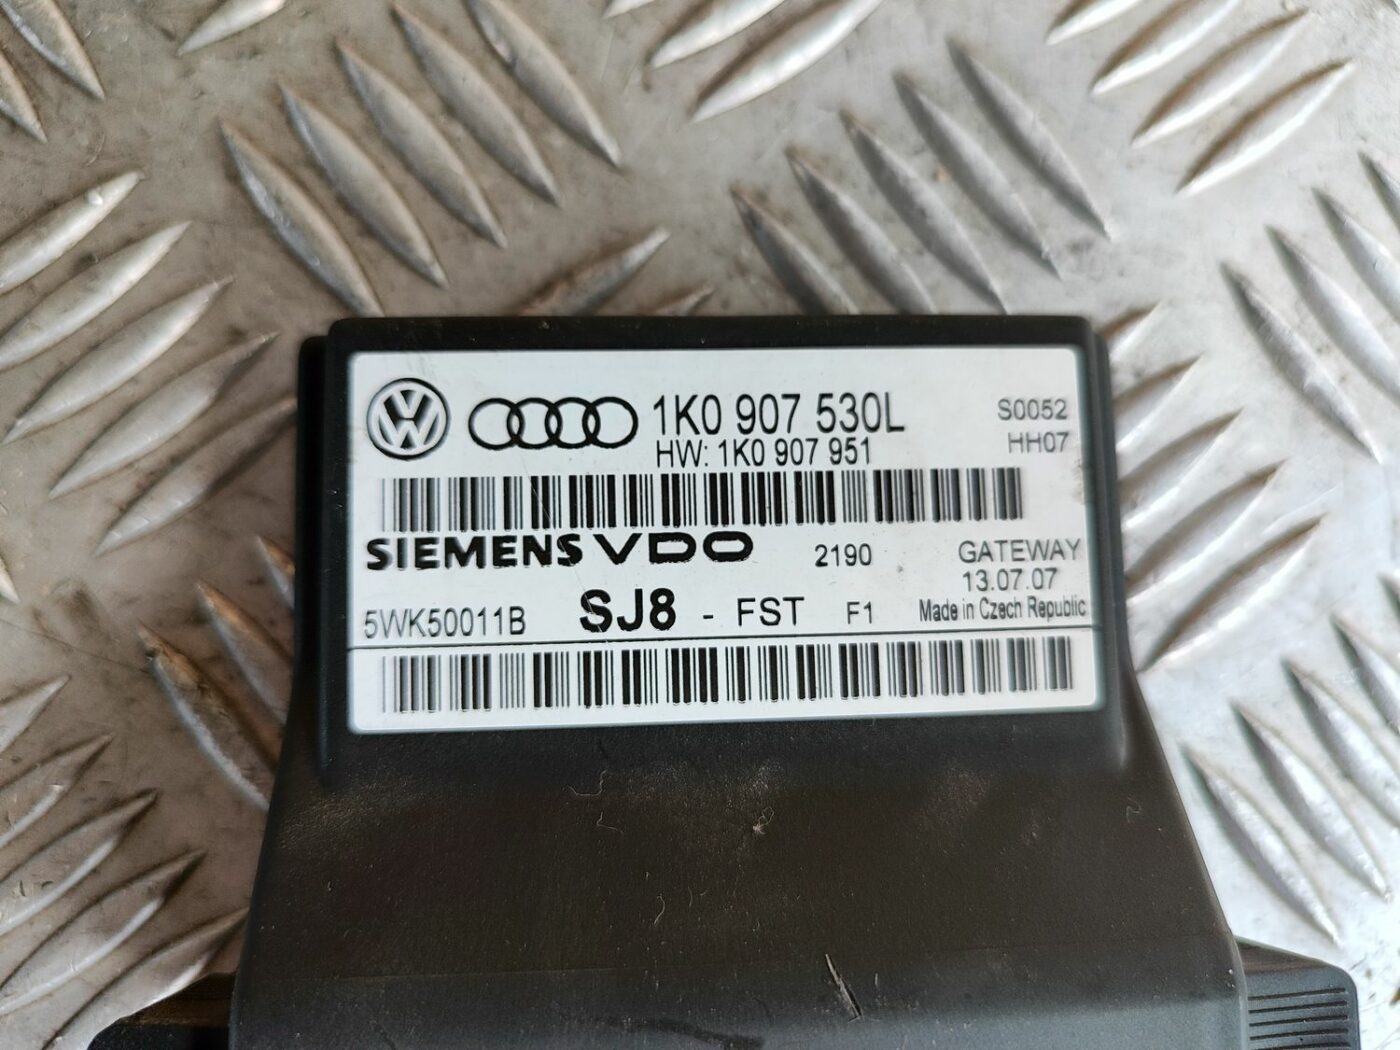 1K0 907 530L S0052
HW: 1K0 907 951 HH07
SIEMENS VDO 2190 GATEWAY
13.07.07
5WK50011B SJ8 - FST F1 Made in Czech Republic